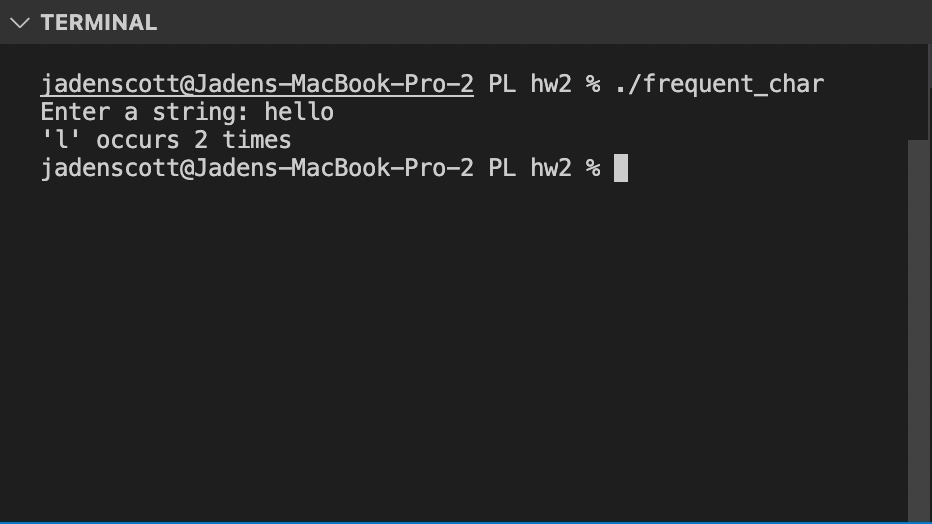 TERMINAL
jadenscott@Jadens-MacBook-Pro-2 PL hw2 % ./frequent_char
Enter a string: hello
'l' occurs 2 times
jadenscott@Jadens-MacBook-Pro-2 PL hw2 %